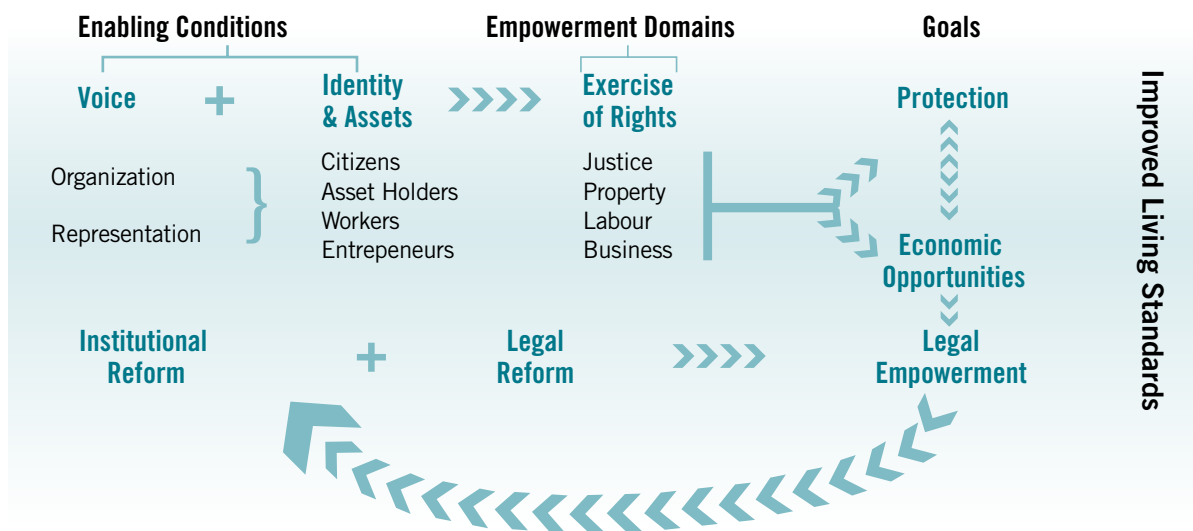 Enabling Conditions
Empowerment Domains
Goals
Voice
+
Identity
& Assets
Exercise
of Rights
Protection
Organization
Representation
}
Citizens
Asset Holders
Workers
Entrepeneurs
Justice
Property
Labour
Business
Economic
Opportunities
Institutional
Reform
+
Legal
Reform
Legal
Empowerment
Improved Living Standards